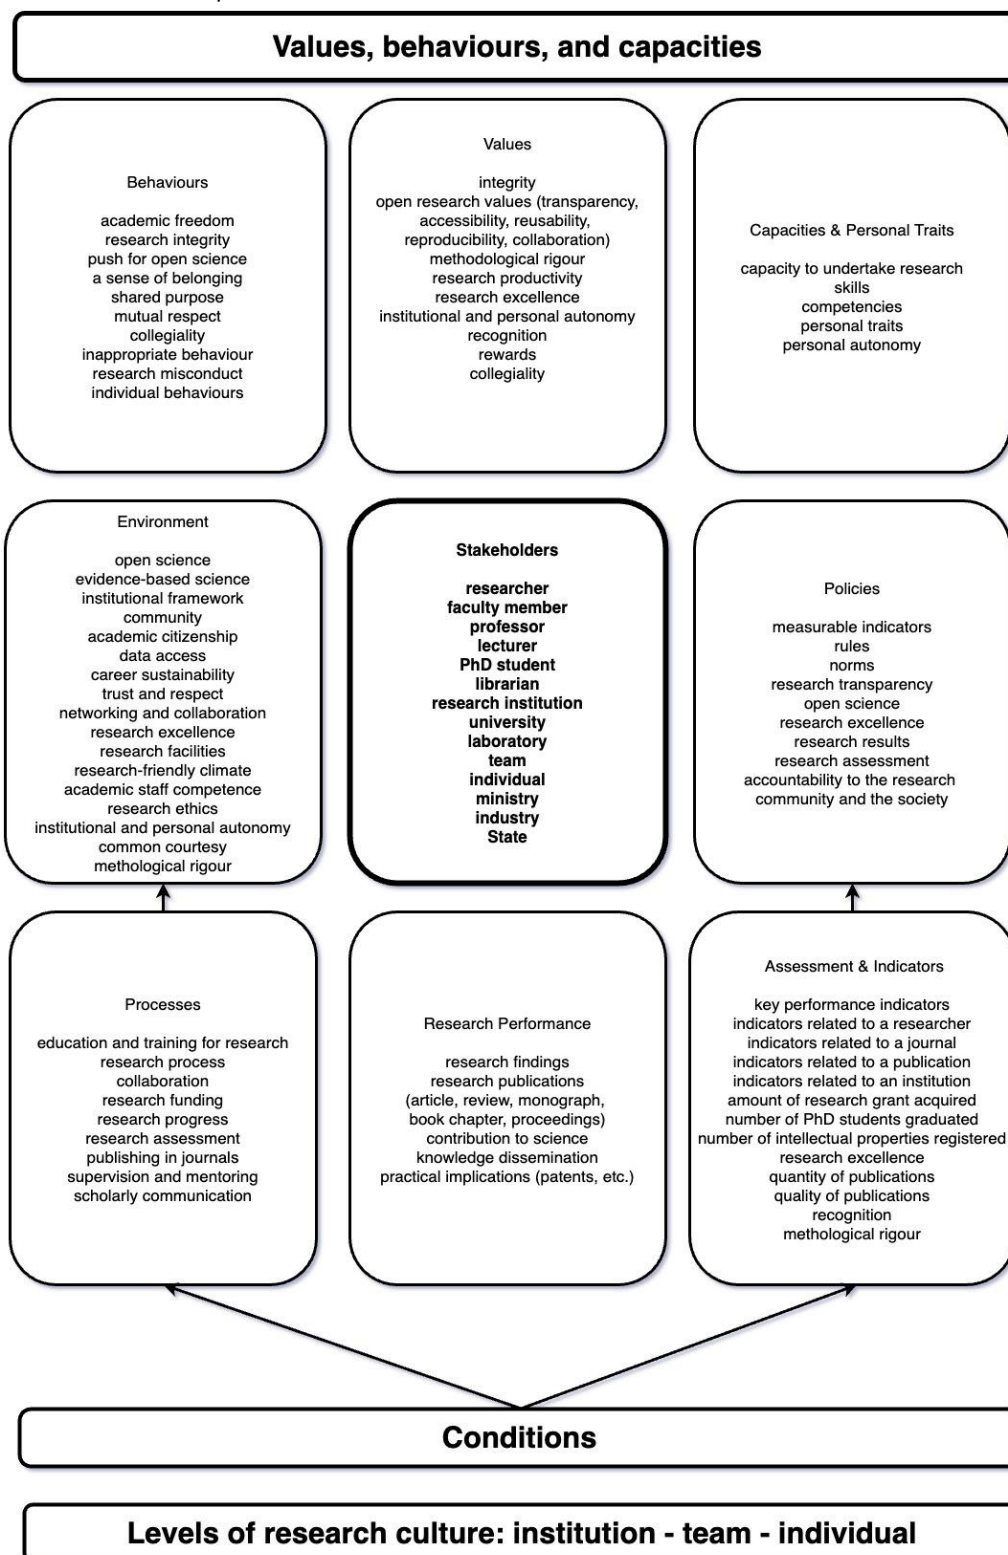 Values, behaviours, and capacities
Behaviours
academic freedom
research integrity
push for open science
a sense of belonging
shared purpose
mutual respect
collegiality
inappropriate behaviour
research misconduct
individual behaviours
Values
integrity
open research values (transparency,
accessibility, reusability,
reproducibility, collaboration)
methodological rigour
research productivity
research excellence
institutional and personal autonomy
recognition
rewards
collegiality
Capacities & Personal Traits
capacity to undertake research
skills
competencies
personal traits
personal autonomy
Environment
open science
evidence-based science
institutional framework
community
academic citizenship
data access
career sustainability
trust and respect
networking and collaboration
research excellence
research facilities
research-friendly climate
academic staff competence
research ethics
institutional and personal autonomy
common courtesy
methological rigour
Stakeholders
researcher
faculty member
professor
lecturer
PhD student
librarian
research institution
university
laboratory
team
individual
ministry
industry
State
Policies
measurable indicators
rules
norms
research transparency
open science
research excellence
research results
research assessment
accountability to the research
community and the society
Processes
education and training for research
research process
collaboration
research funding
research progress
research assessment
publishing in journals
supervision and mentoring
scholarly communication
Research Performance
research findings
research publications
(article, review, monograph,
book chapter, proceedings)
contribution to science
knowledge dissemination
practical implications (patents, etc.)
Assessment & Indicators
key performance indicators
indicators related to a researcher
indicators related to a journal
indicators related to a publication
indicators related to an institution
amount of research grant acquired
number of PhD students graduated
number of intellectual properties registered
research excellence
quantity of publications
quality of publications
recognition
methological rigour
Conditions
Levels of research culture: institution - team - individual